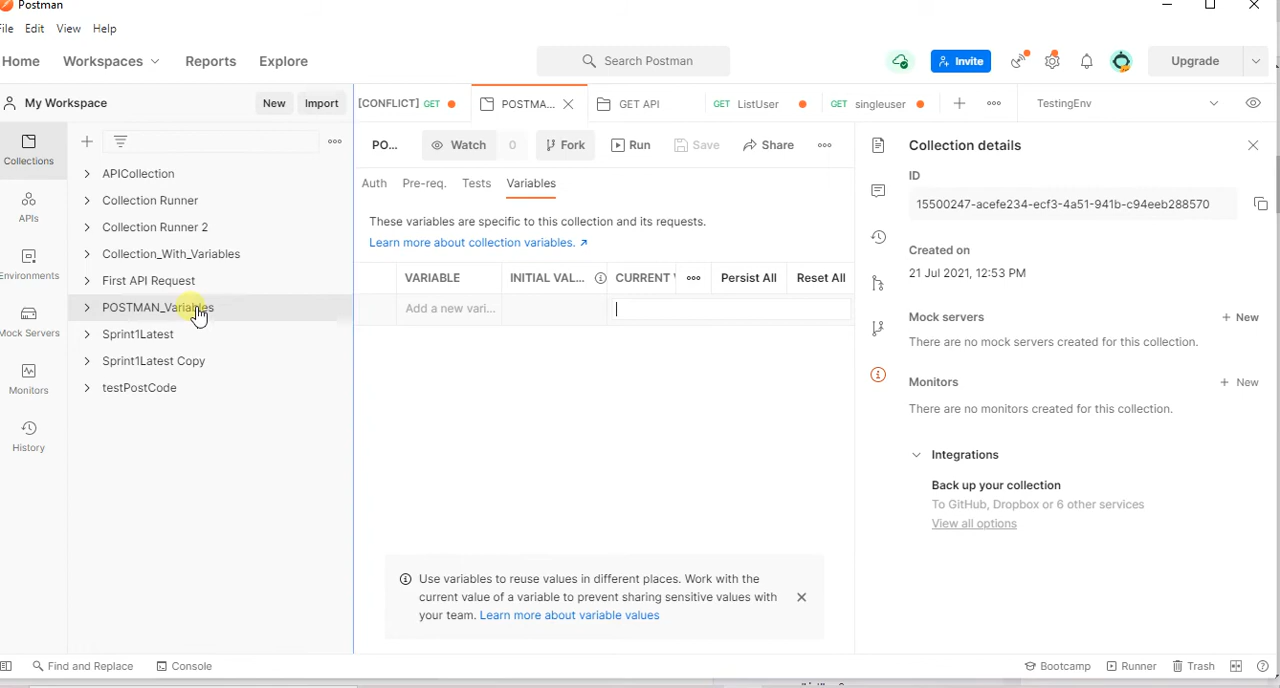 Postman
File Edit View Help
Home Workspaces Reports Explore
Search Postman
Invite
Upgrade
My Workspace
New
Import
[CONFLICT] GET
POSTMA...
GET API
GET ListUser
GET singleuser
TestingEnv
Collections
APIs
Environments
Mock Servers
Monitors
History
APICollection
Collection Runner
Collection Runner 2
Collection_With_Variables
First API Request
POSTMAN_Variables
Sprint1Latest
Sprint1Latest Copy
testPostCode
PO...
Watch 0
Fork
Run
Save
Share
Auth Pre-req. Tests Variables
These variables are specific to this collection and its requests.
Learn more about collection variables. ↗
VARIABLE INITIAL VAL... CURRENT Persist All Reset All
Add a new vari...
Use variables to reuse values in different places. Work with the
current value of a variable to prevent sharing sensitive values with
your team. Learn more about variable values
Collection details
ID
15500247-acefe234-ecf3-4a51-941b-c94eeb288570
Created on
21 Jul 2021, 12:53 PM
Mock servers + New
There are no mock servers created for this collection.
Monitors + New
There are no monitors created for this collection.
Integrations
Back up your collection
To GitHub, Dropbox or 6 other services
View all options
Find and Replace Console
Bootcamp Runner Trash